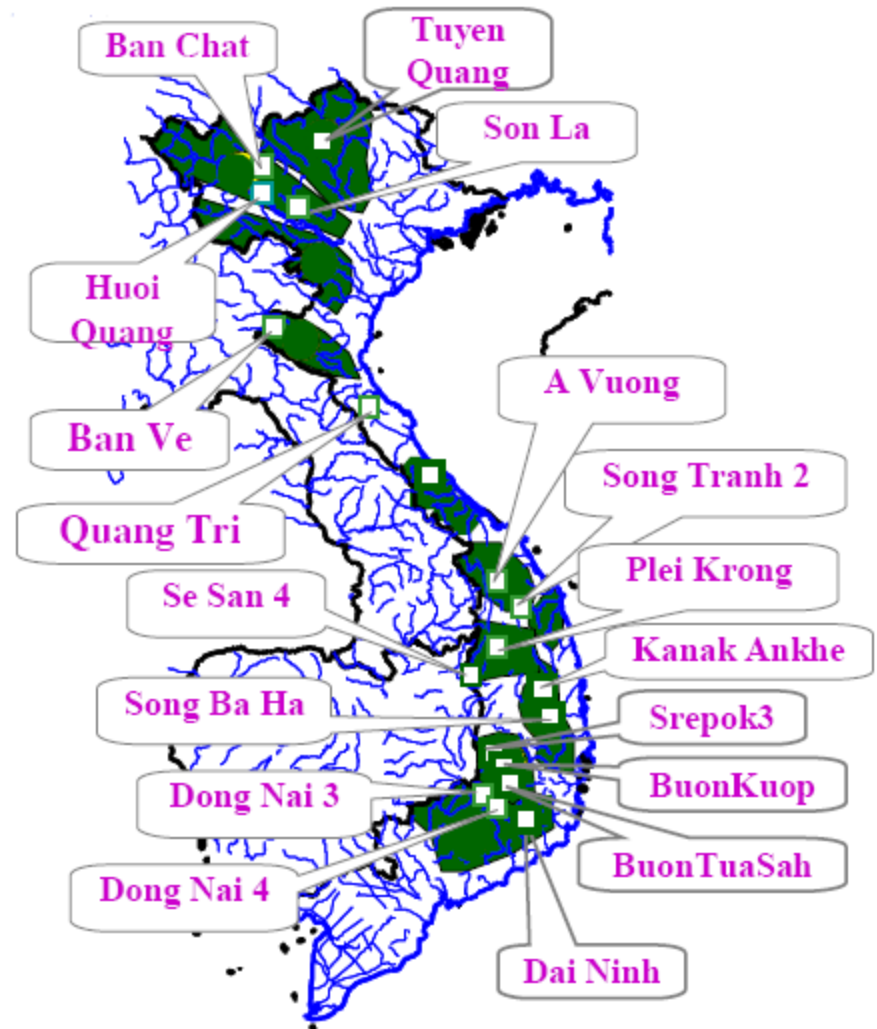 Tuyen
Quang
Ban Chat
Son La
Huoi
Quang
A Vuong
Ban Ve
Song Tranh 2
Quang Tri
Plei Krong
Se San 4
Kanak Ankhe
Song Ba Ha
Srepok3
BuonKuop
Dong Nai 3
BuonTuaSah
Dong Nai 4
Dai Ninh